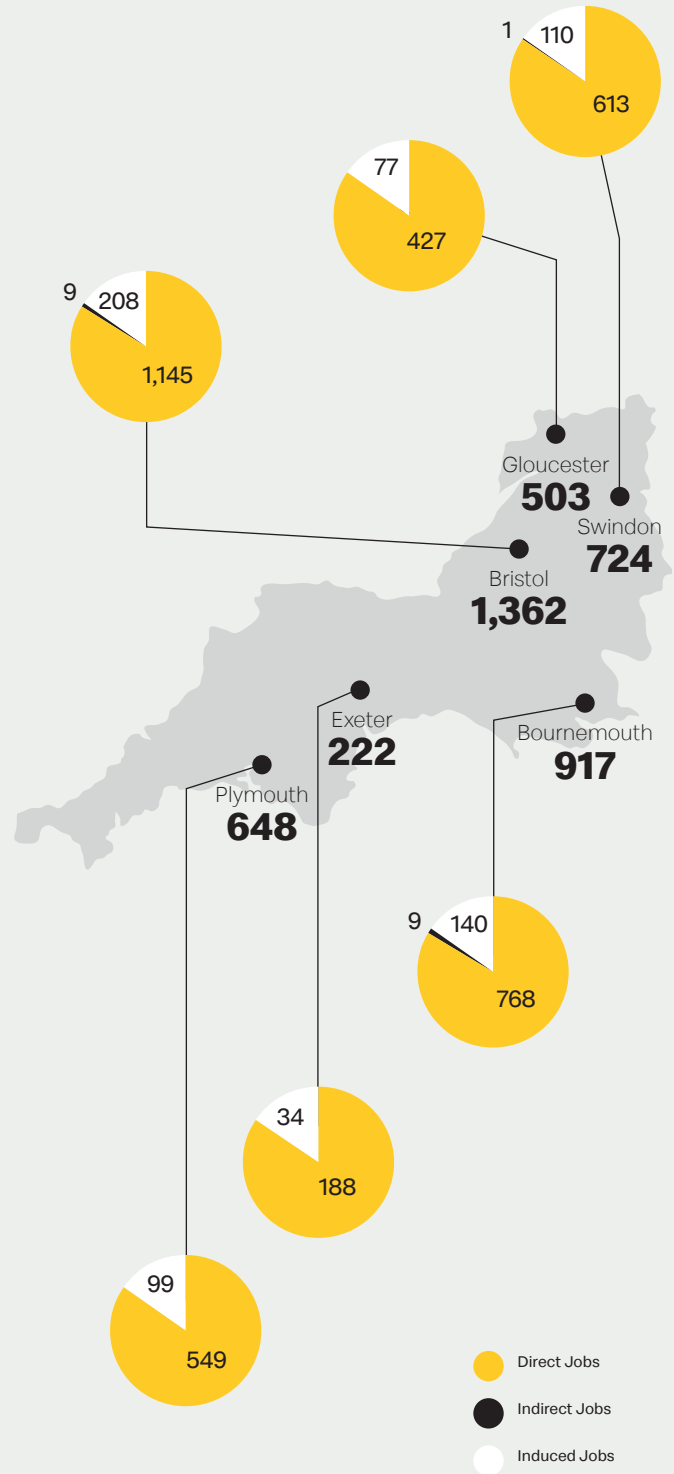 1
110
613
77
427
9
208
1,145
Gloucester
503
Swindon
724
Bristol
1,362
Exeter
222
Bournemouth
917
Plymouth
648
9
140
768
34
188
99
549
Direct Jobs
Indirect Jobs
Induced Jobs